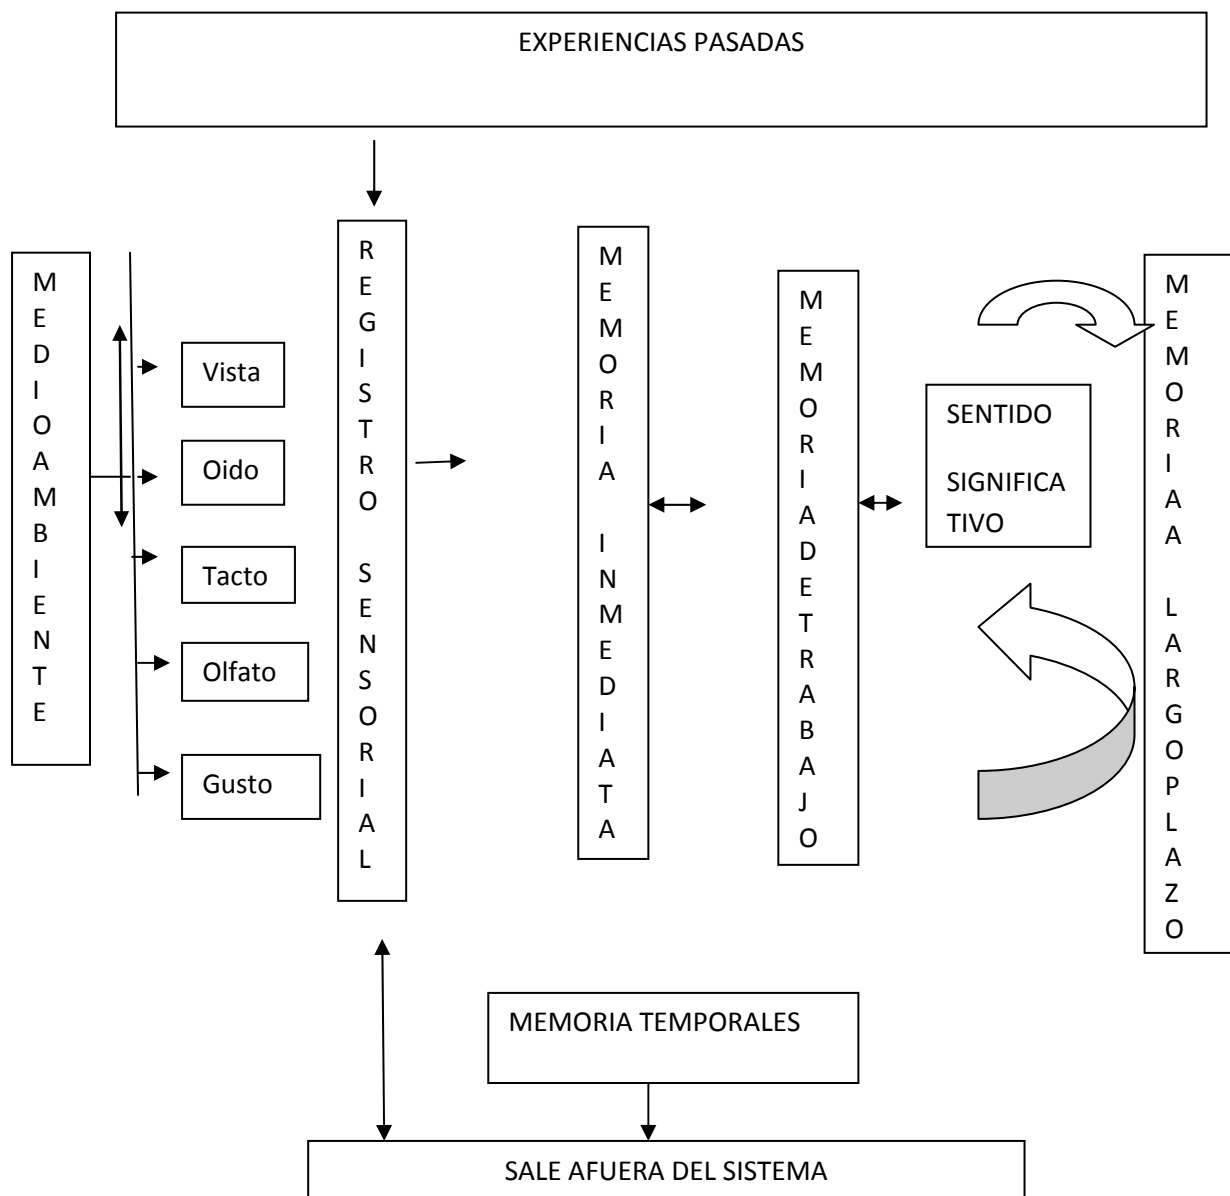 EXPERIENCIAS PASADAS
MEDIOAMBIENTE
Vista
Oido
Tacto
Olfato
Gusto
REGISTRO SENSORIAL
MEMORIA INMEDIATA
MEMORIADETRABAJO
SENTIDO
SIGNIFICA
TIVO
MEMORIAA LARGOPLAZO
MEMORIA TEMPORALES
SALE AFUERA DEL SISTEMA